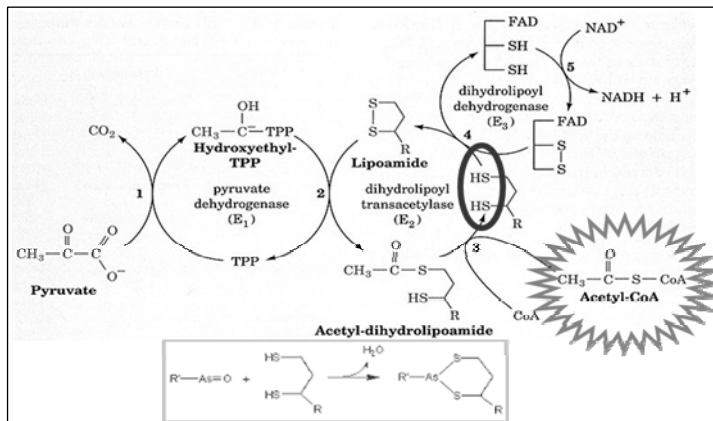 FAD
SH
SH
NAD+
5
NADH + H+
dihydrolipoyl
dehydrogenase
(E3)
FAD
S
S
OH
CH3—C—TPP
Hydroxyethyl-
TPP
CO2
S
S
R
Lipoamide
4
HS
HS
R
1
pyruvate
dehydrogenase
(E1)
2
dihydrolipoyl
transacetylase
(E2)
3
O O
CH3—C—C
O−
Pyruvate
TPP
O
CH3—C—S
HS
R
Acetyl-dihydrolipoamide
CoA
O
CH3—C—S—CoA
Acetyl-CoA
R'—As=O + HS
HS
R
H2O
R'—As
S
S
R